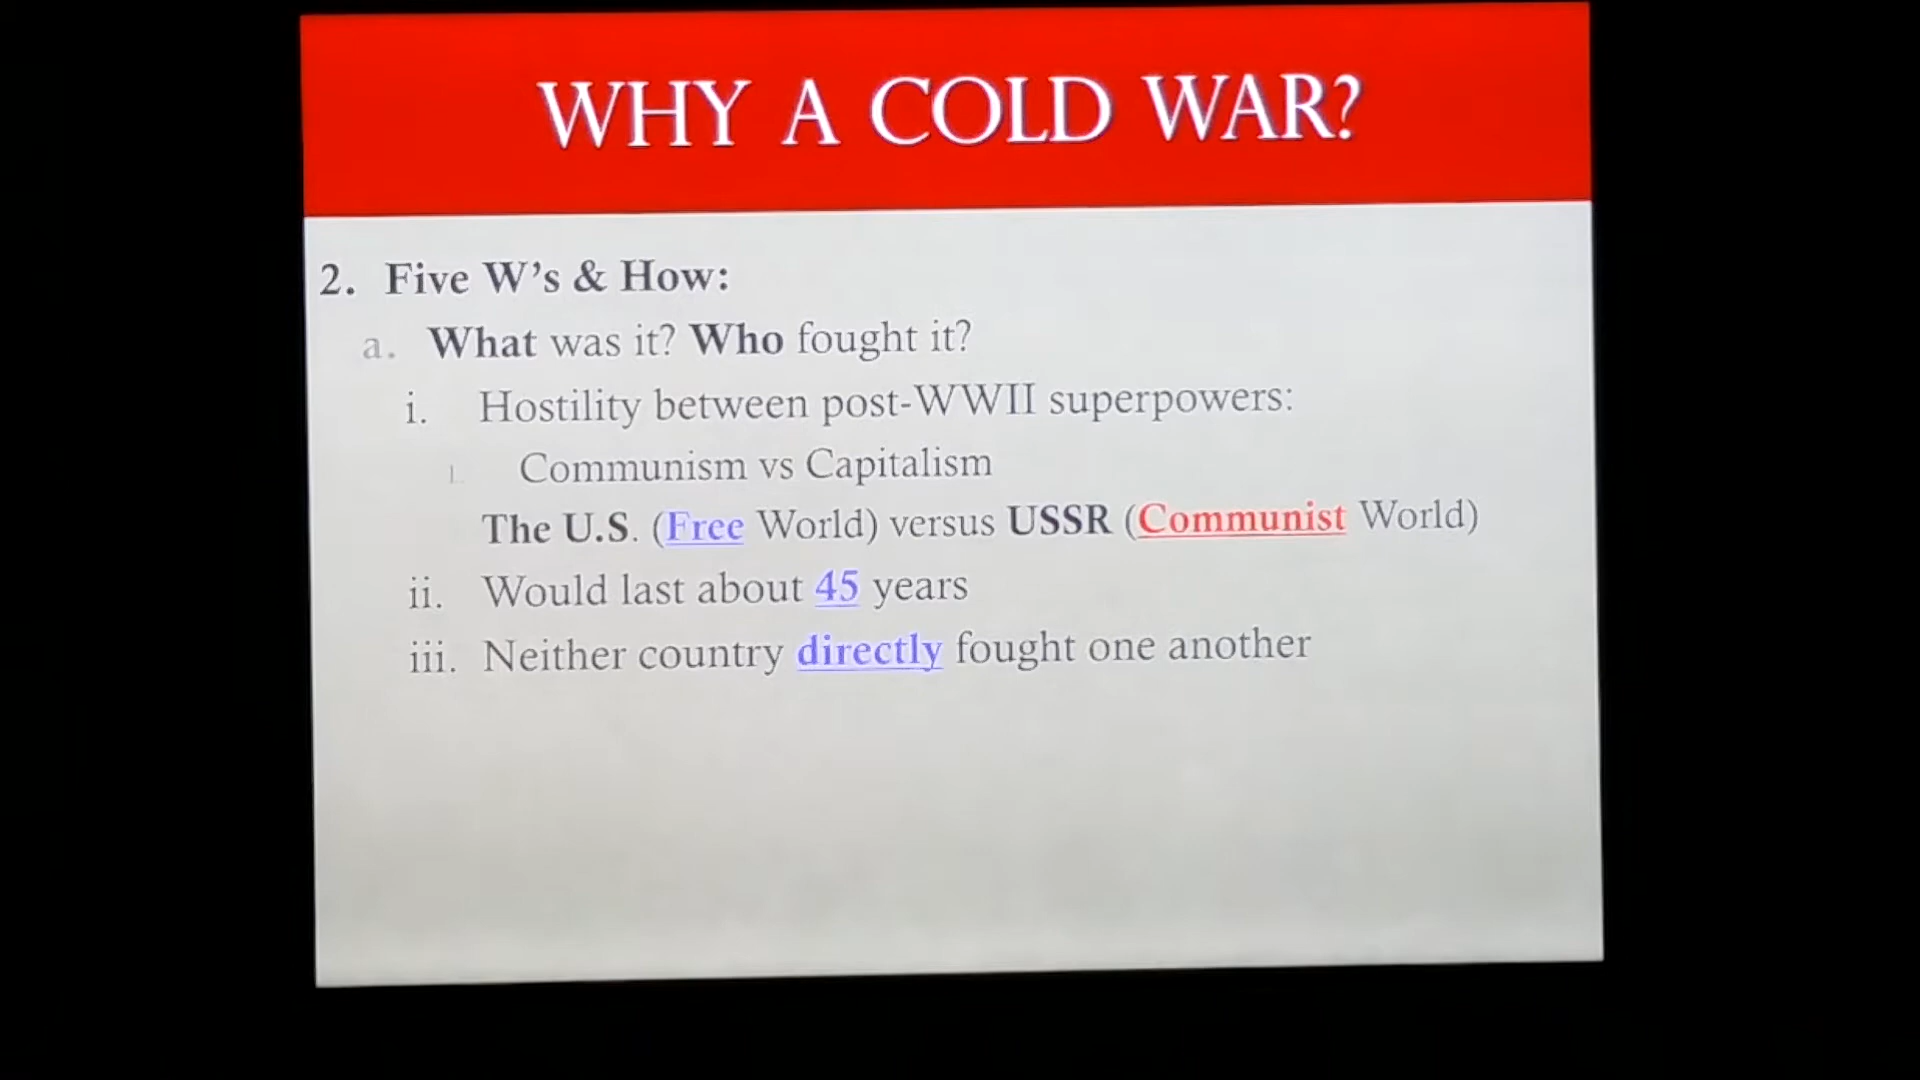 WHY A COLD WAR?
2. Five W's & How:
a. What was it? Who fought it?
i. Hostility between post-WWII superpowers:
1. Communism vs Capitalism
The U.S. (Free World) versus USSR (Communist World)
ii. Would last about 45 years
iii. Neither country directly fought one another